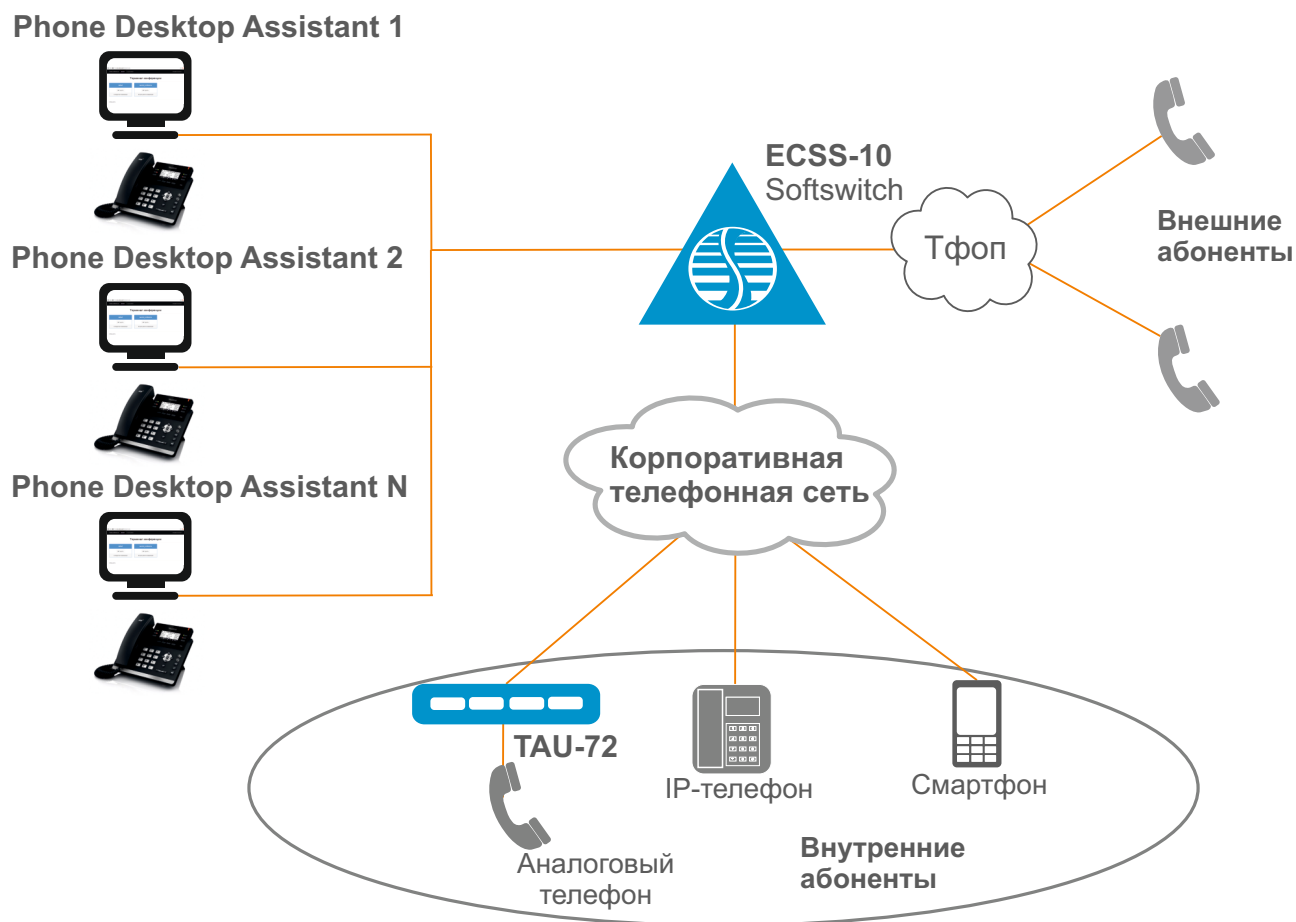 Phone Desktop Assistant 1
ECSS-10
Softswitch
Тфоп
Внешние
абоненты
Phone Desktop Assistant 2
Корпоративная
телефонная сеть
Phone Desktop Assistant N
TAU-72
IP-телефон
Смартфон
Аналоговый
телефон
Внутренние
абоненты